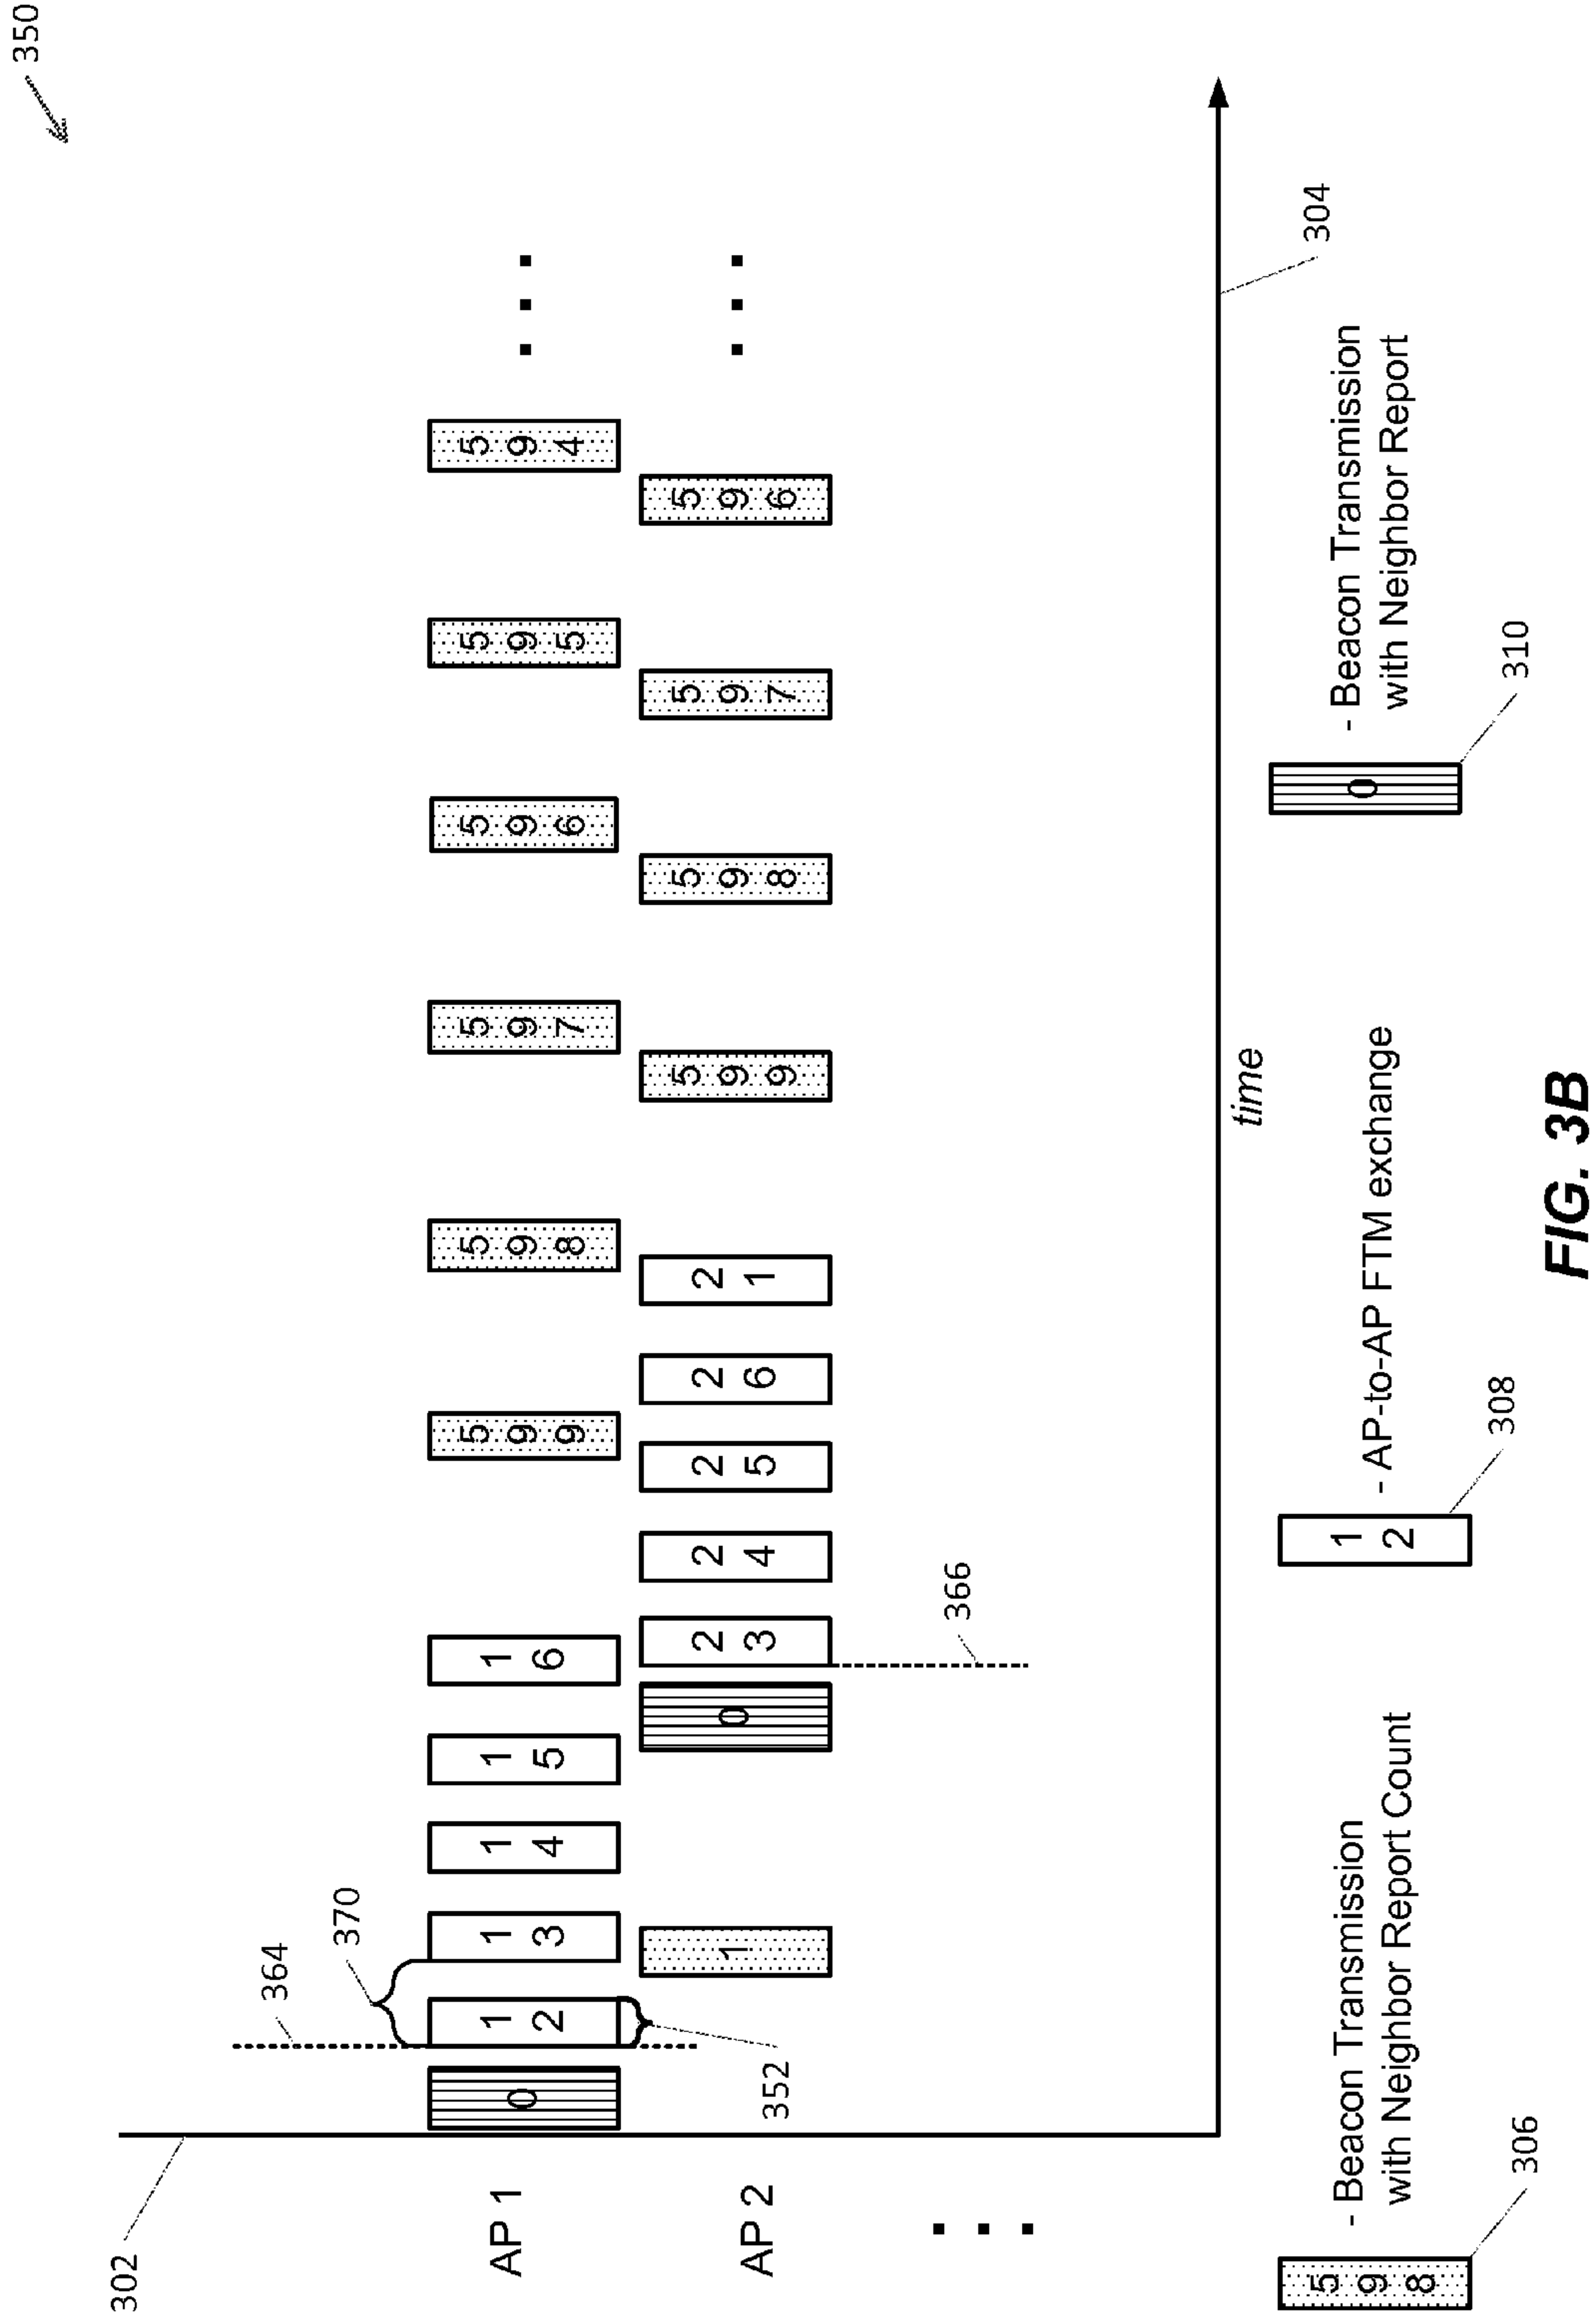 350
302
364
370
AP 1
0
1 2
1 3
1 4
1 5
1 6
5 9 9
5 9 8
5 9 7
5 9 6
5 9 5
5 9 4
. . .
352
AP 2
1
0
2 3
2 4
2 5
2 6
2 1
5 9 9
5 9 8
5 9 7
5 9 6
. . .
366
. . .
time
304
5 9 8
- Beacon Transmission
with Neighbor Report Count
306
1 2
- AP-to-AP FTM exchange
308
0
- Beacon Transmission
with Neighbor Report
310
FIG. 3B